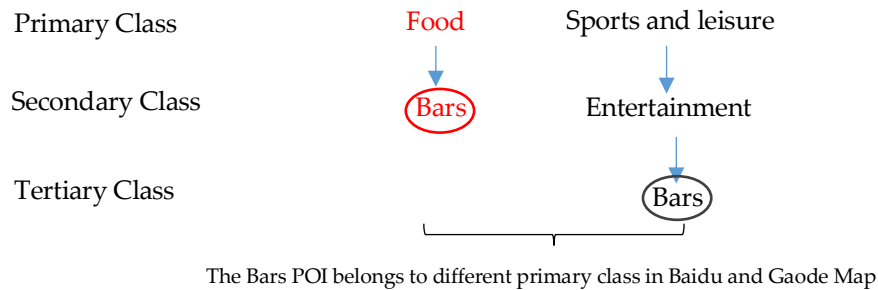 Primary Class Food Sports and leisure
Secondary Class Bars Entertainment
Tertiary Class Bars
The Bars POI belongs to different primary class in Baidu and Gaode Map